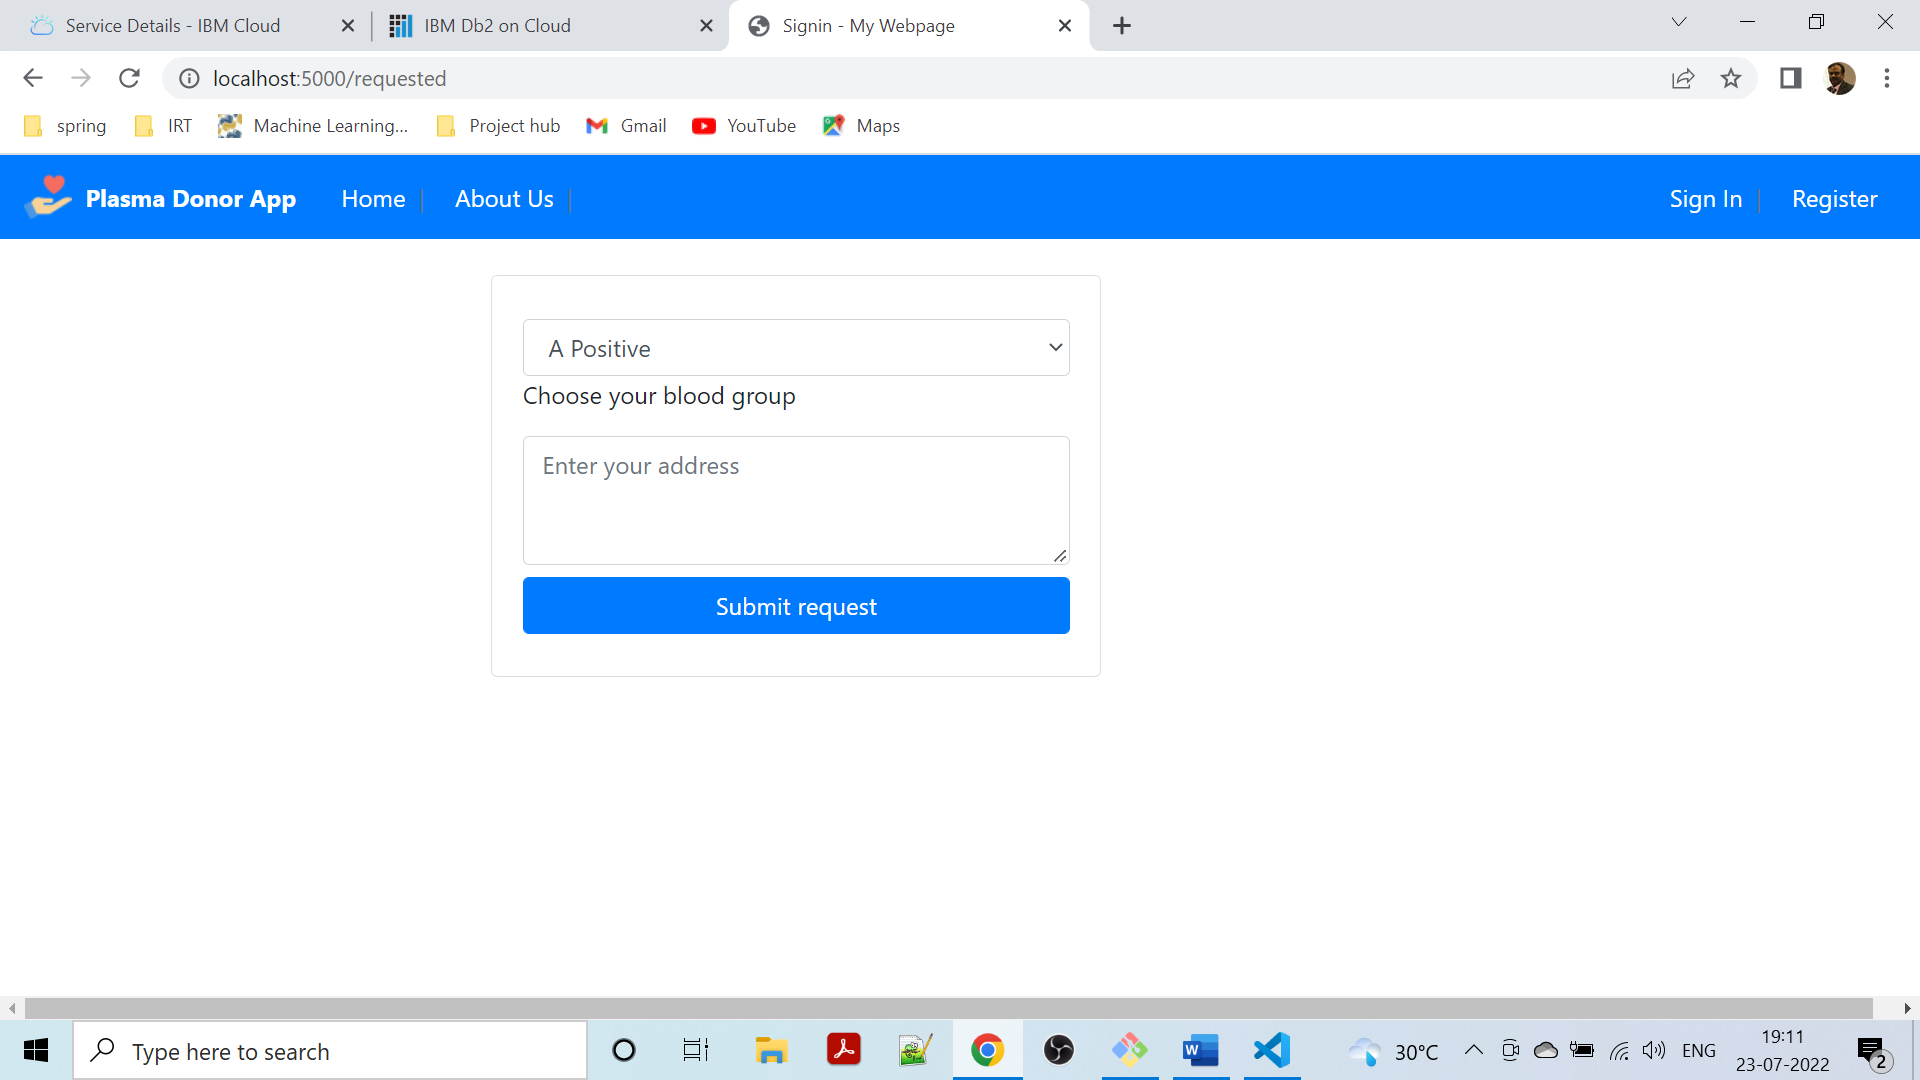 Service Details - IBM Cloud
IBM Db2 on Cloud
Signin - My Webpage
localhost:5000/requested
spring
IRT
Machine Learning...
Project hub
Gmail
YouTube
Maps
Plasma Donor App
Home
About Us
Sign In
Register
A Positive
Choose your blood group
Enter your address
Submit request
Type here to search
30°C
ENG
19:11
23-07-2022
2